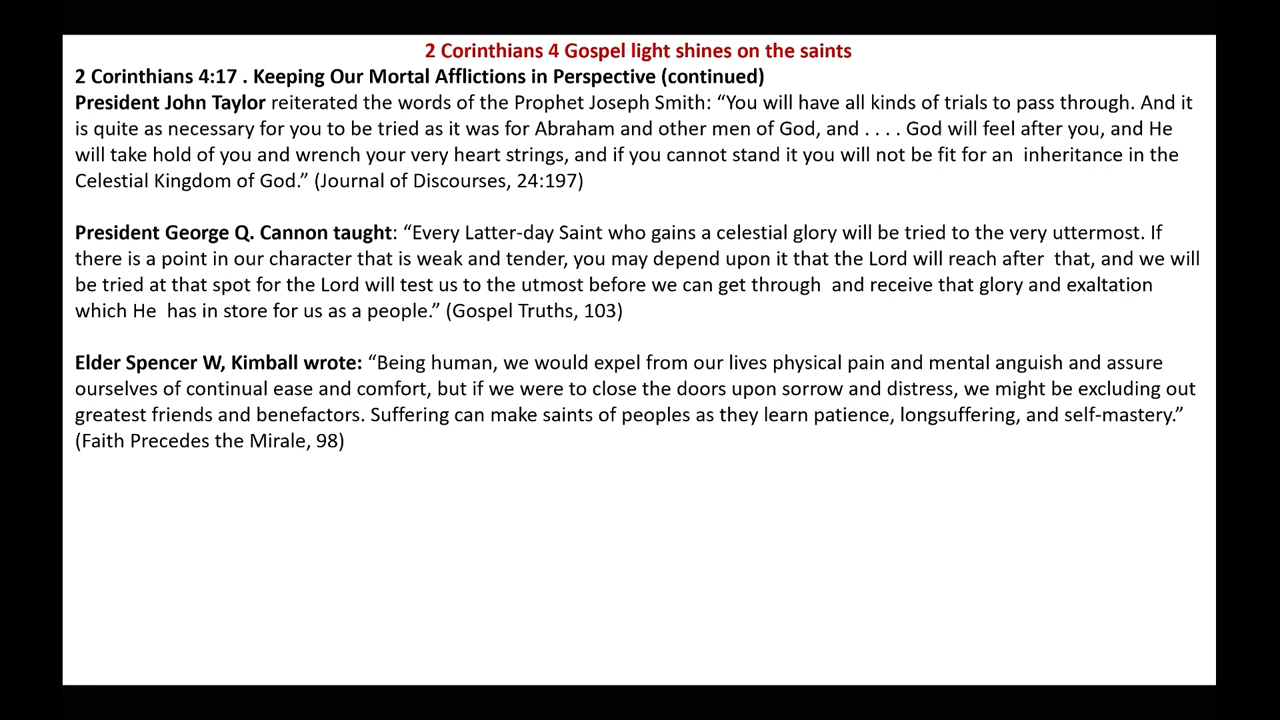 2 Corinthians 4 Gospel light shines on the saints
2 Corinthians 4:17 . Keeping Our Mortal Afflictions in Perspective (continued)
President John Taylor reiterated the words of the Prophet Joseph Smith: “You will have all kinds of trials to pass through. And it
is quite as necessary for you to be tried as it was for Abraham and other men of God, and . . . . God will feel after you, and He
will take hold of you and wrench your very heart strings, and if you cannot stand it you will not be fit for an  inheritance in the
Celestial Kingdom of God.” (Journal of Discourses, 24:197)
President George Q. Cannon taught: “Every Latter-day Saint who gains a celestial glory will be tried to the very uttermost. If
there is a point in our character that is weak and tender, you may depend upon it that the Lord will reach after  that, and we will
be tried at that spot for the Lord will test us to the utmost before we can get through  and receive that glory and exaltation
which He  has in store for us as a people.” (Gospel Truths, 103)
Elder Spencer W, Kimball wrote: “Being human, we would expel from our lives physical pain and mental anguish and assure
ourselves of continual ease and comfort, but if we were to close the doors upon sorrow and distress, we might be excluding out
greatest friends and benefactors. Suffering can make saints of peoples as they learn patience, longsuffering, and self-mastery.”
(Faith Precedes the Mirale, 98)